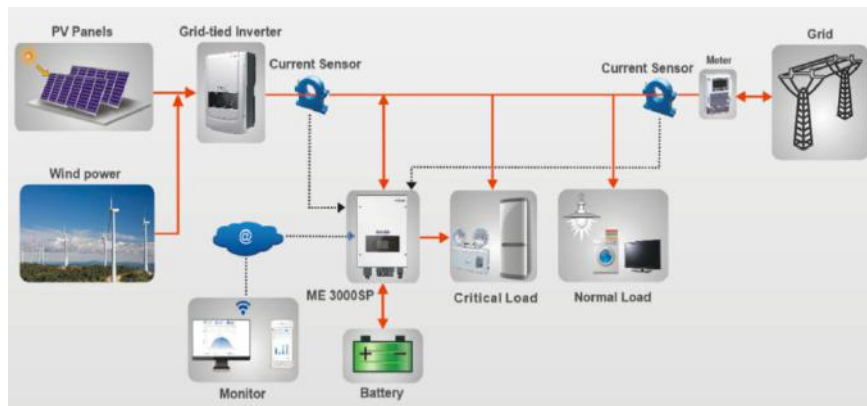 PV Panels
Grid-tied Inverter
Current Sensor
Current Sensor
Meter
Grid
Wind power
@
ME 3000SP
Critical Load
Normal Load
Monitor
Battery